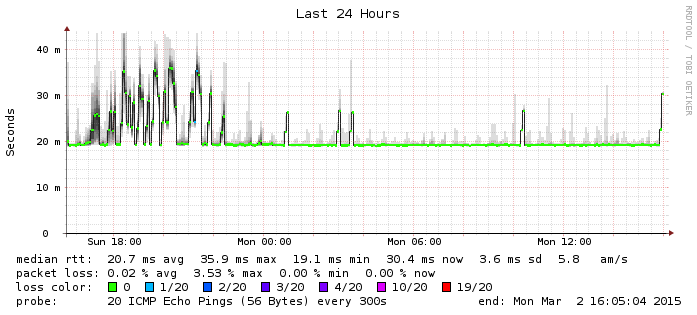 Last 24 Hours
RRDTOOL / TOBI OETIKER
Seconds
40 m
30 m
20 m
10 m
0
Sun 18:00 Mon 00:00 Mon 06:00 Mon 12:00
median rtt: 20.7 ms avg 35.9 ms max 19.1 ms min 30.4 ms now 3.6 ms sd 5.8 am/s
packet loss: 0.02 % avg 3.53 % max 0.00 % min 0.00 % now
loss color: 0 1/20 2/20 3/20 4/20 10/20 19/20
probe: 20 ICMP Echo Pings (56 Bytes) every 300s end: Mon Mar 2 16:05:04 2015